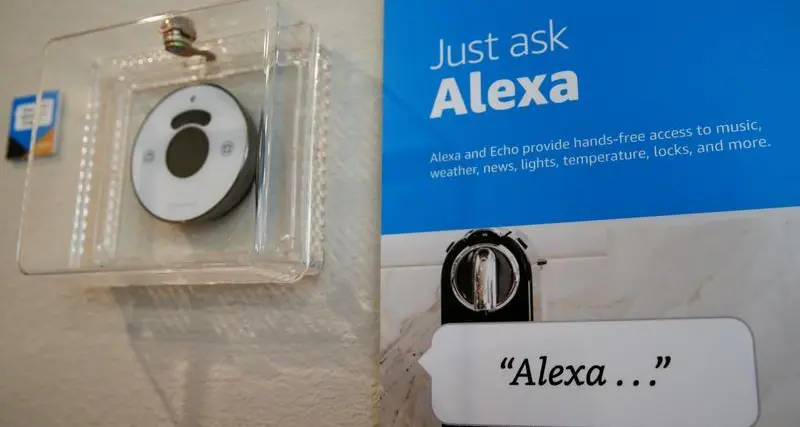 Just ask
Alexa
Alexa and Echo provide hands-free access to music,
weather, news, lights, temperature, locks, and more.
“Alexa . . .”